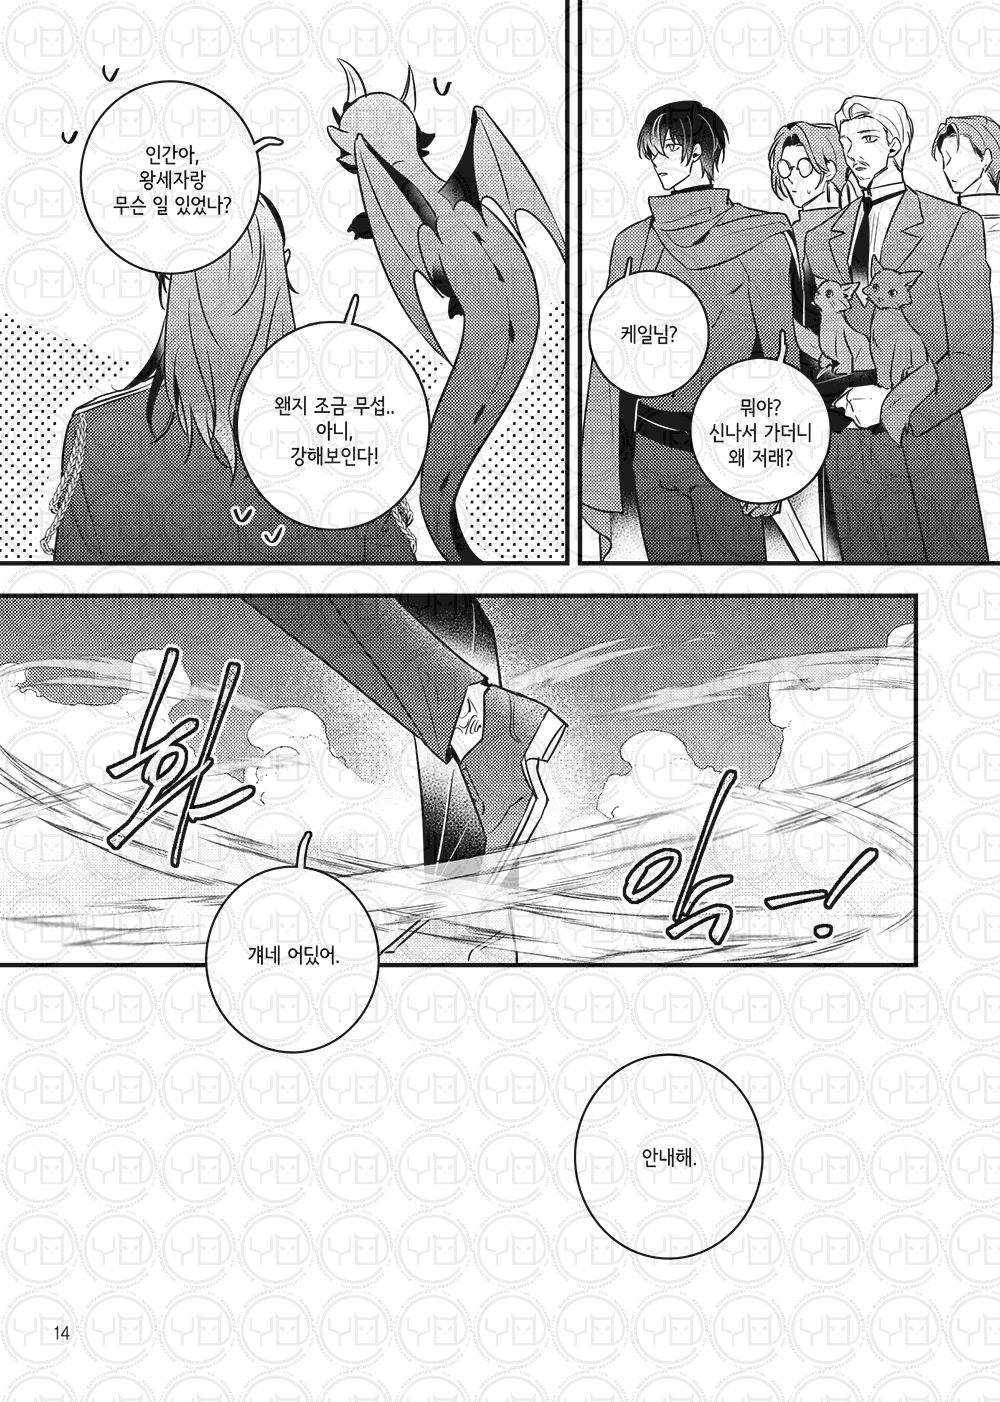 인간아,
왕세자랑
무슨 일 있었나?
왠지 조금 무섭..
아니,
강해보인다!
케일님?
뭐야?
신나서 가더니
왜 저래?
화
악-!
걔네 어딨어.
안내해.
14